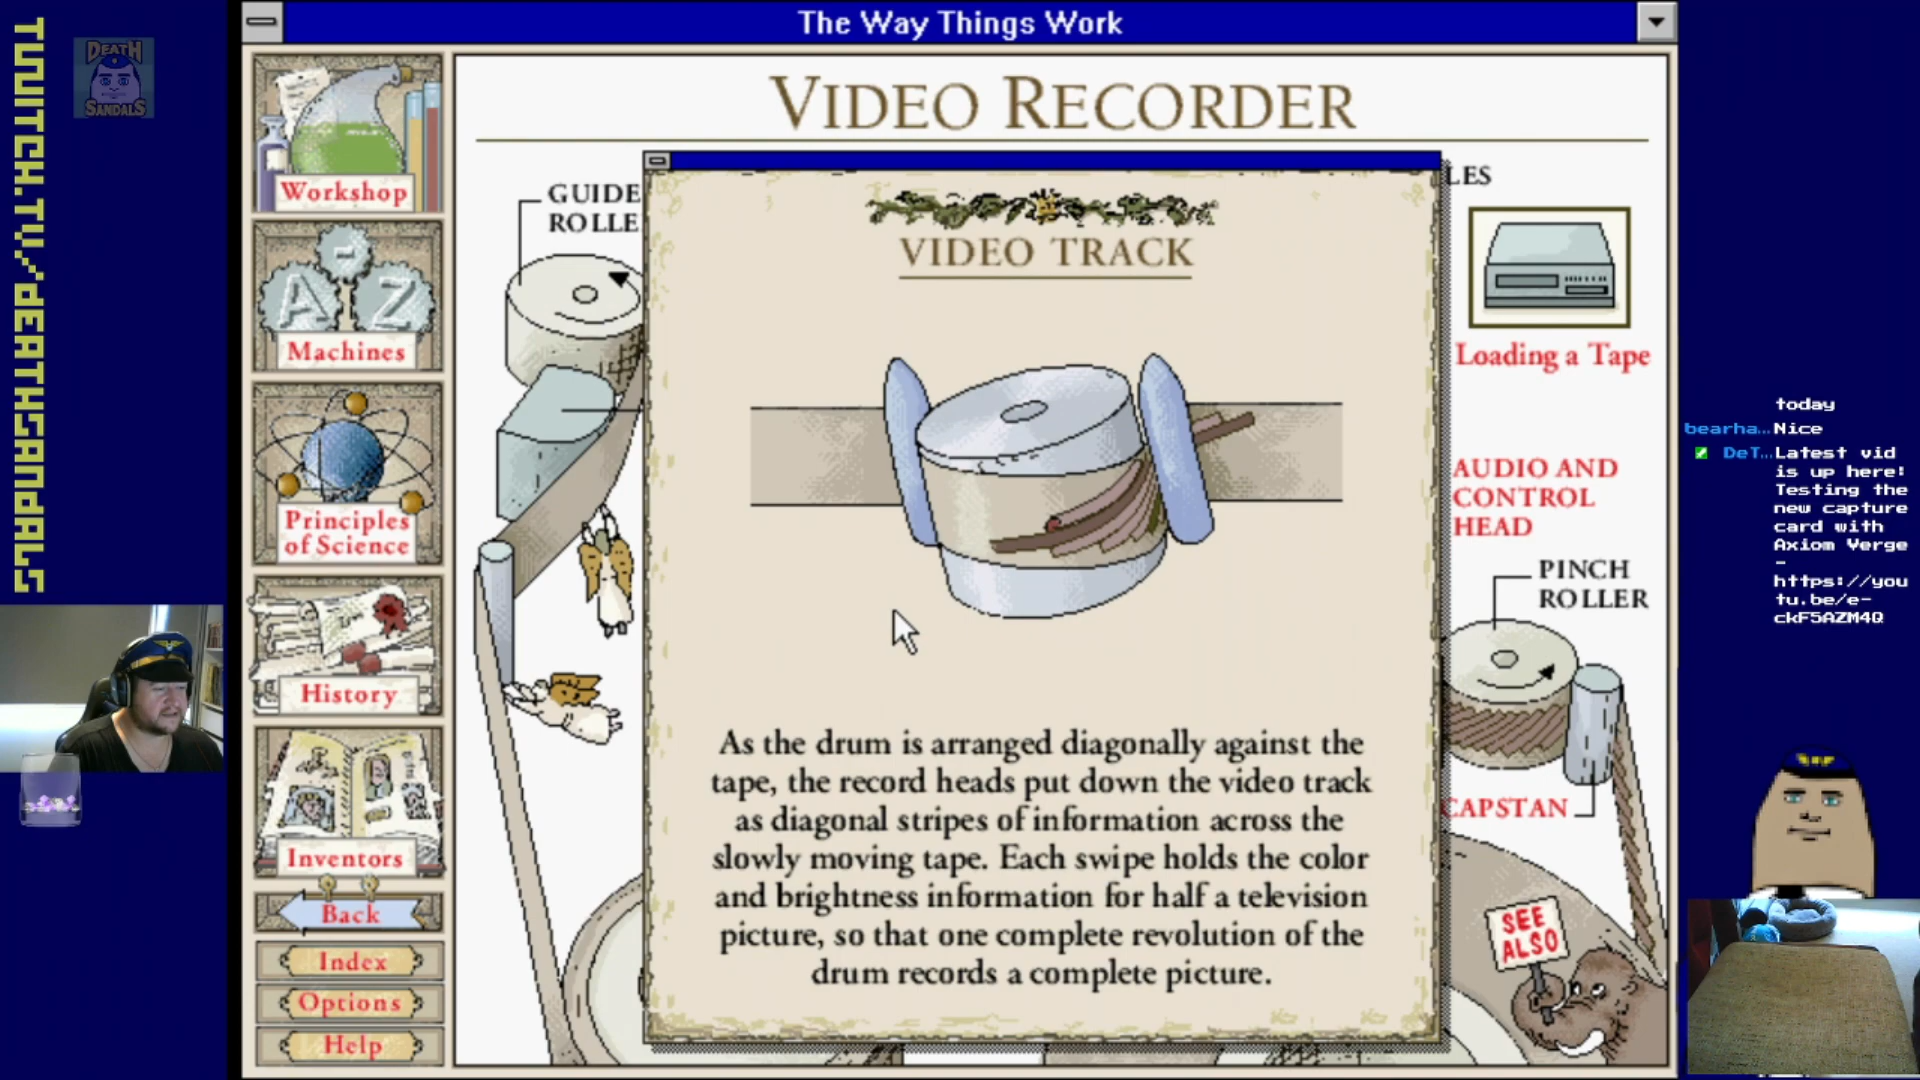 TWITCH.TV/DEATHSANDALS
DEATH
SANDALS
The Way Things Work
Workshop
A - Z
Machines
Principles
of Science
History
Inventors
Back
Index
Options
Help
VIDEO RECORDER
GUIDE
ROLLE
LES
VIDEO TRACK
As the drum is arranged diagonally against the
tape, the record heads put down the video track
as diagonal stripes of information across the
slowly moving tape. Each swipe holds the color
and brightness information for half a television
picture, so that one complete revolution of the
drum records a complete picture.
Loading a Tape
AUDIO AND
CONTROL
HEAD
PINCH
ROLLER
CAPSTAN
SEE
ALSO
today
bearha…Nice
DeT…Latest vid
is up here!
Testing the
new capture
card with
Axiom Verge
-
https://you
tu.be/e-
ckF5AZM4Q